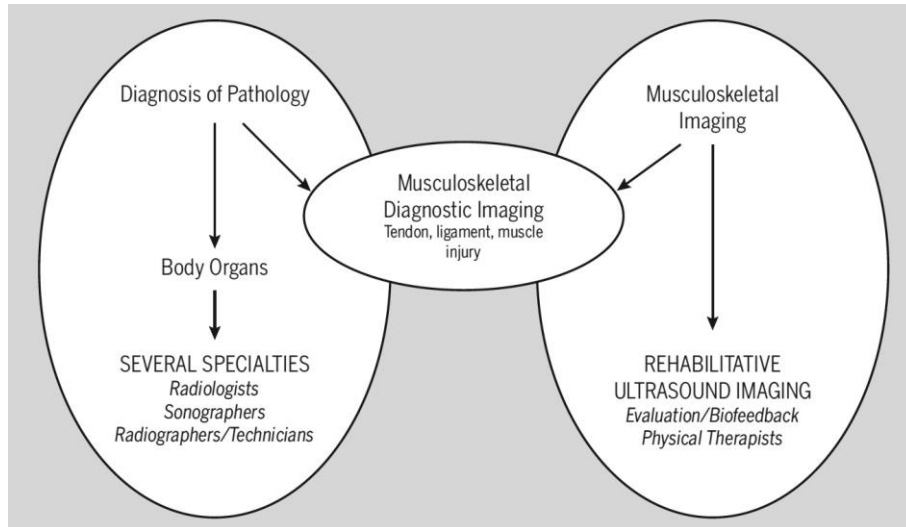 Diagnosis of Pathology
Body Organs
SEVERAL SPECIALTIES
Radiologists
Sonographers
Radiographers/Technicians
Musculoskeletal
Diagnostic Imaging
Tendon, ligament, muscle
injury
Musculoskeletal
Imaging
REHABILITATIVE
ULTRASOUND IMAGING
Evaluation/Biofeedback
Physical Therapists